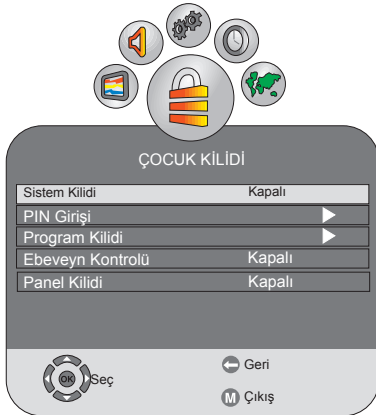 ÇOCUK KİLİDİ
Sistem Kilidi Kapalı
PIN Girişi
Program Kilidi
Ebeveyn Kontrolü Kapalı
Panel Kilidi Kapalı
OK Seç
Geri
M Çıkış